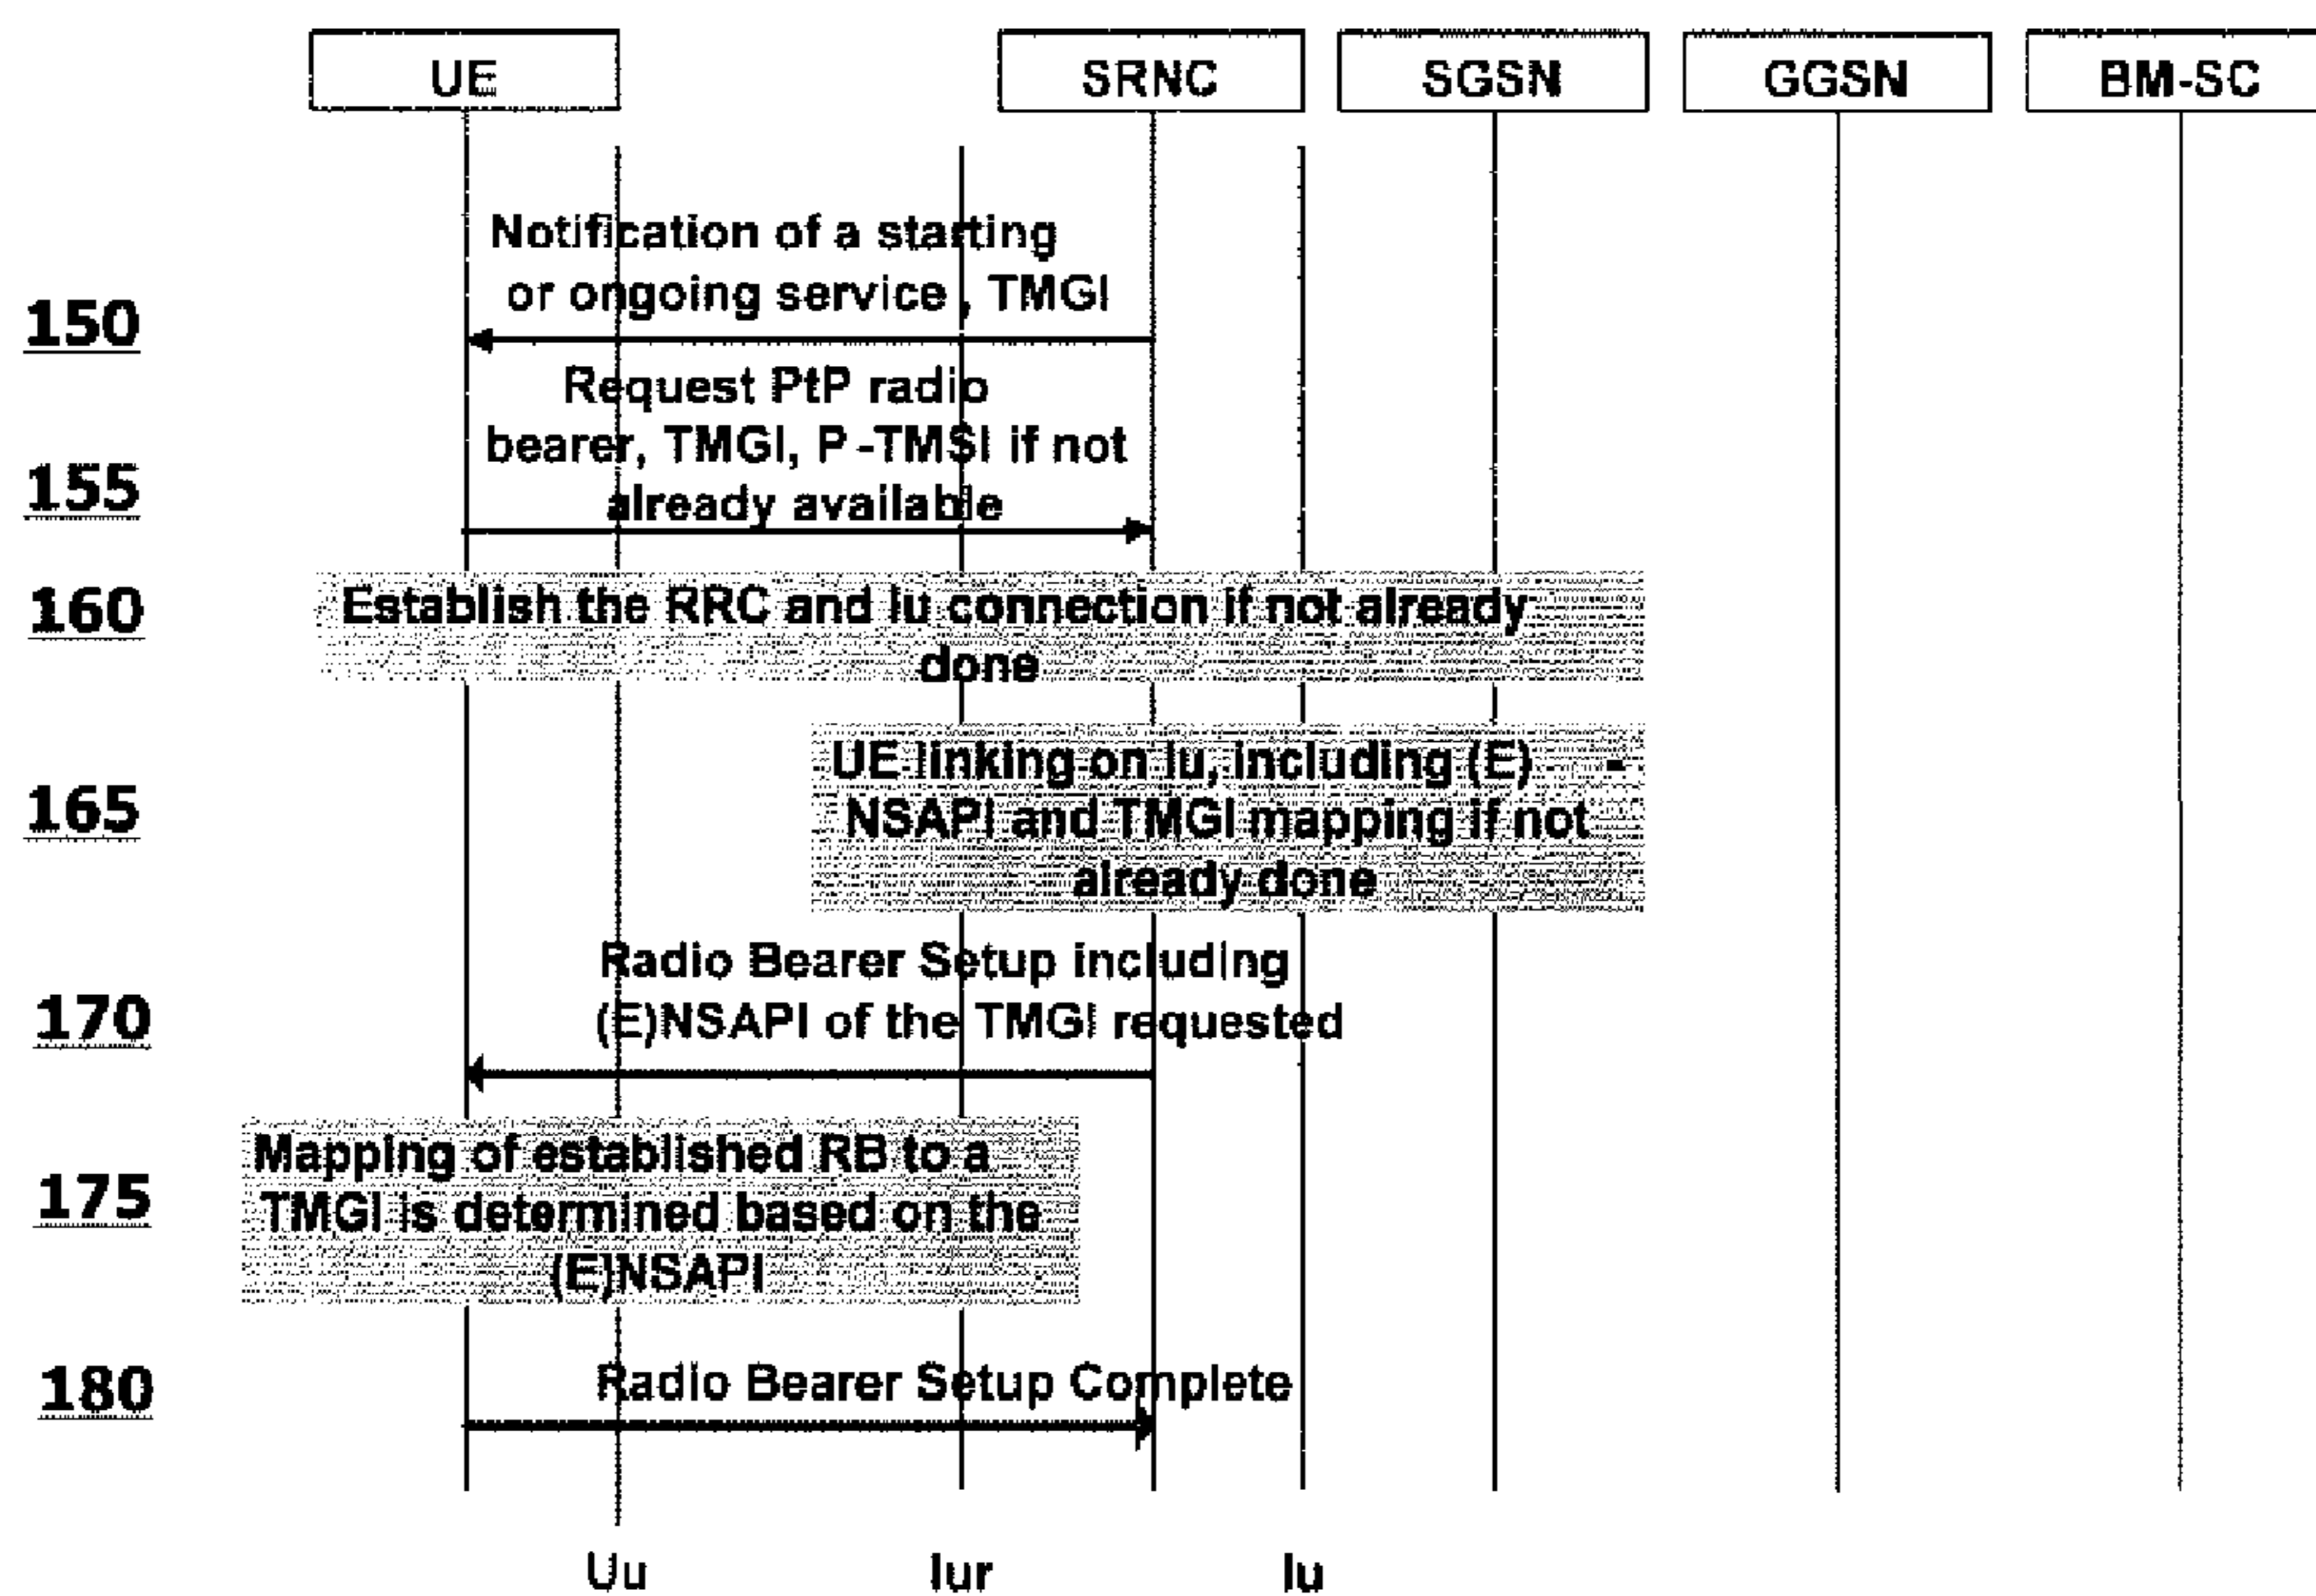 UE SRNC SGSN GGSN BM-SC
Notification of a starting
or ongoing service , TMGI
150
Request PtP radio
bearer, TMGI, P -TMSI if not
155
already available
160
Establish the RRC and Iu connection if not already
done
UE linking on Iu, including (E) -
165
NSAPI and TMGI mapping if not
already done
Radio Bearer Setup including
170
(E)NSAPI of the TMGI requested
Mapping of established RB to a
175
TMGI is determined based on the
(E)NSAPI
180
Radio Bearer Setup Complete
Uu Iur Iu